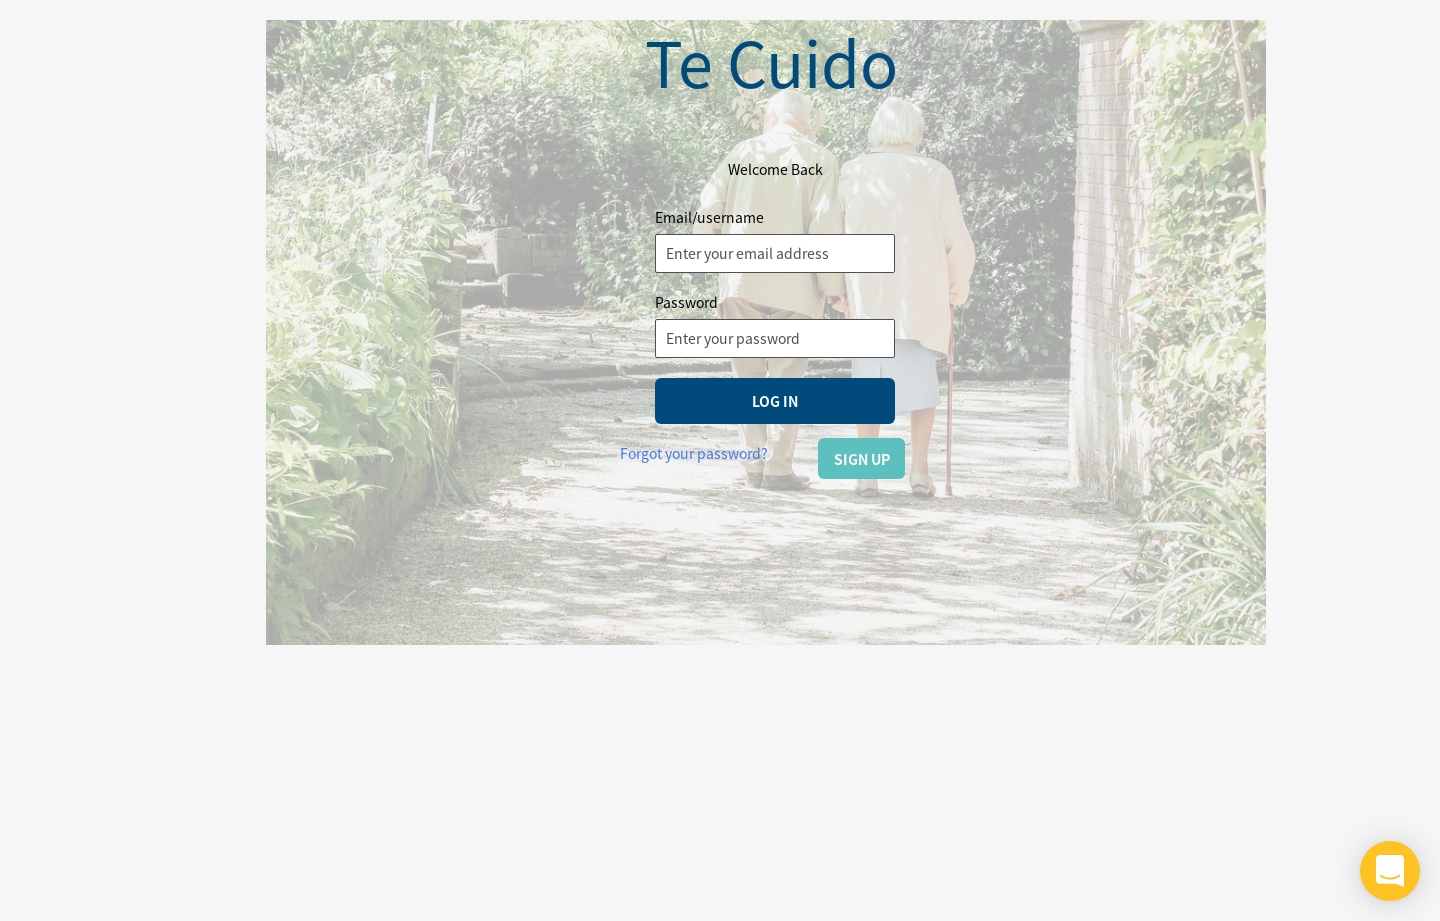 Te Cuido
Welcome Back
Email/username
Enter your email address
Password
Enter your password
LOG IN
Forgot your password?
SIGN UP